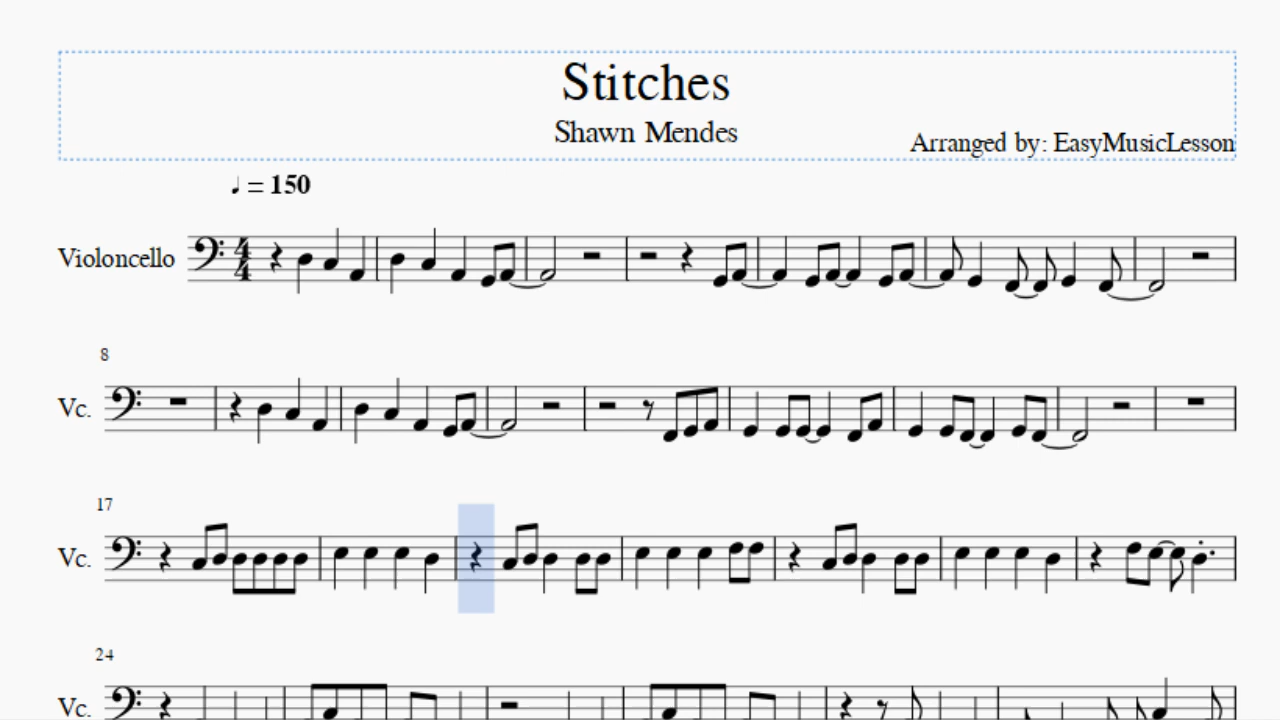 Stitches
Shawn Mendes
Arranged by: EasyMusicLesson
♩ = 150
Violoncello
4
4
8
Vc.
17
Vc.
24
Vc.